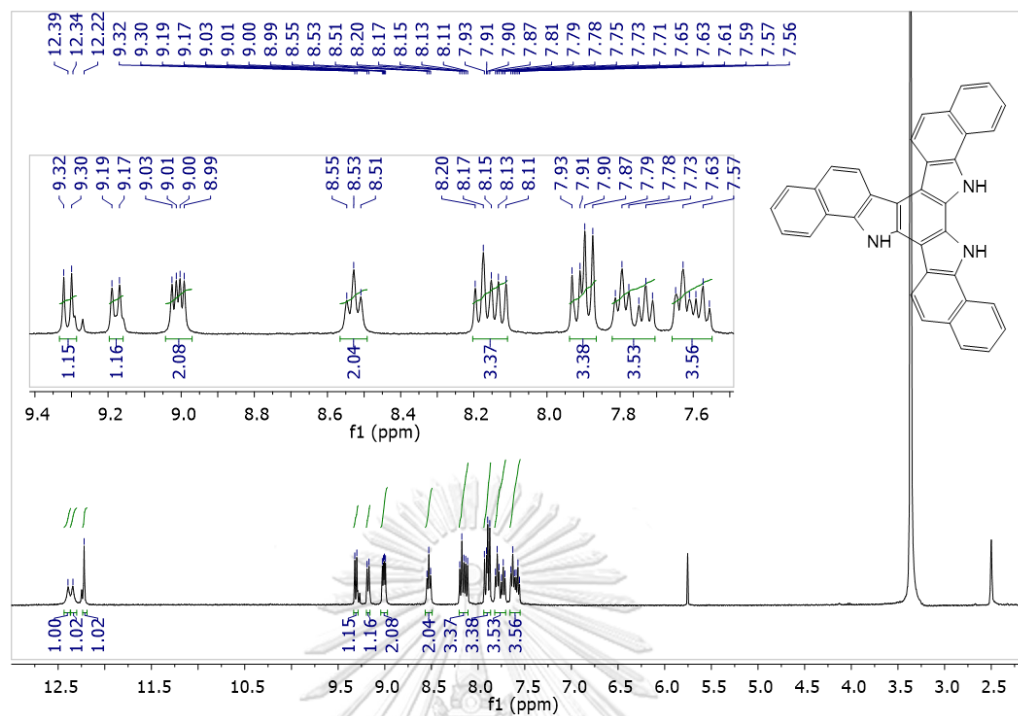 12.39 12.34 12.22 9.32 9.30 9.19 9.17 9.03 9.01 9.00 8.99 8.55 8.53 8.51 8.20 8.17 8.15 8.13 8.11 7.93 7.91 7.90 7.87 7.81 7.79 7.78 7.75 7.73 7.71 7.65 7.63 7.61 7.59 7.57 7.56
9.32 9.30 9.19 9.17 9.03 9.01 9.00 8.99 8.55 8.53 8.51 8.20 8.17 8.15 8.13 8.11 7.93 7.91 7.90 7.87 7.79 7.78 7.73 7.63 7.57
NH
NH
NH
1.15 1.16 2.08 2.04 3.37 3.38 3.53 3.56
9.4 9.2 9.0 8.8 8.6 8.4 8.2 8.0 7.8 7.6
f1 (ppm)
1.00 1.02 1.02 1.15 1.16 2.08 2.04 3.37 3.38 3.53 3.56
12.5 11.5 10.5 9.5 9.0 8.5 8.0 7.5 7.0 6.5 6.0 5.5 5.0 4.5 4.0 3.5 3.0 2.5
f1 (ppm)